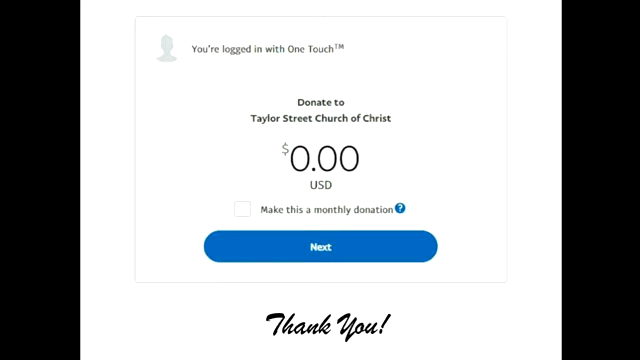 You're logged in with One Touch™
Donate to
Taylor Street Church of Christ
$0.00
USD
Make this a monthly donation ?
Next
Thank You!